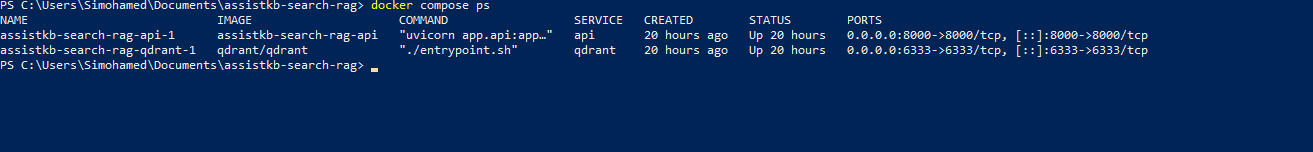 PS C:\Users\Simohamed\Documents\assistkb-search-rag> docker compose ps
NAME IMAGE COMMAND SERVICE CREATED STATUS PORTS
assistkb-search-rag-api-1 assistkb-search-rag-api "uvicorn app.api:app…" api 20 hours ago Up 20 hours 0.0.0.0:8000->8000/tcp, [::]:8000->8000/tcp
assistkb-search-rag-qdrant-1 qdrant/qdrant "./entrypoint.sh" qdrant 20 hours ago Up 20 hours 0.0.0.0:6333->6333/tcp, [::]:6333->6333/tcp
PS C:\Users\Simohamed\Documents\assistkb-search-rag>